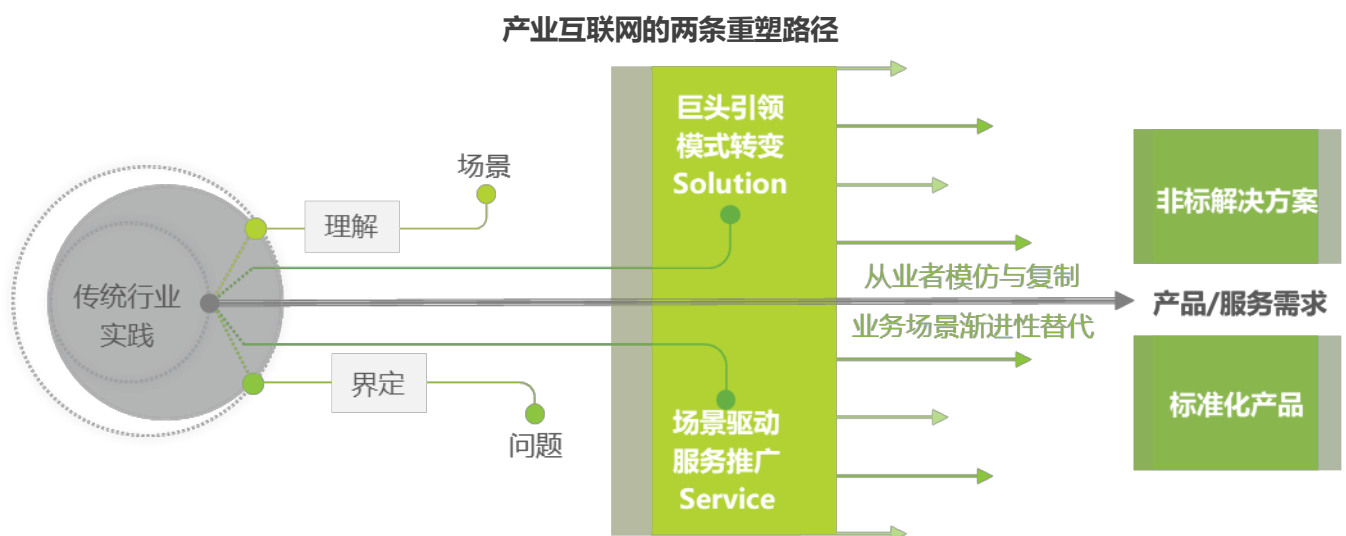 产业互联网的两条重塑路径
巨头引领
模式转变
Solution
场景
理解
非标解决方案
传统行业
实践
从业者模仿与复制
产品/服务需求
业务场景渐进性替代
界定
问题
场景驱动
服务推广
Service
标准化产品